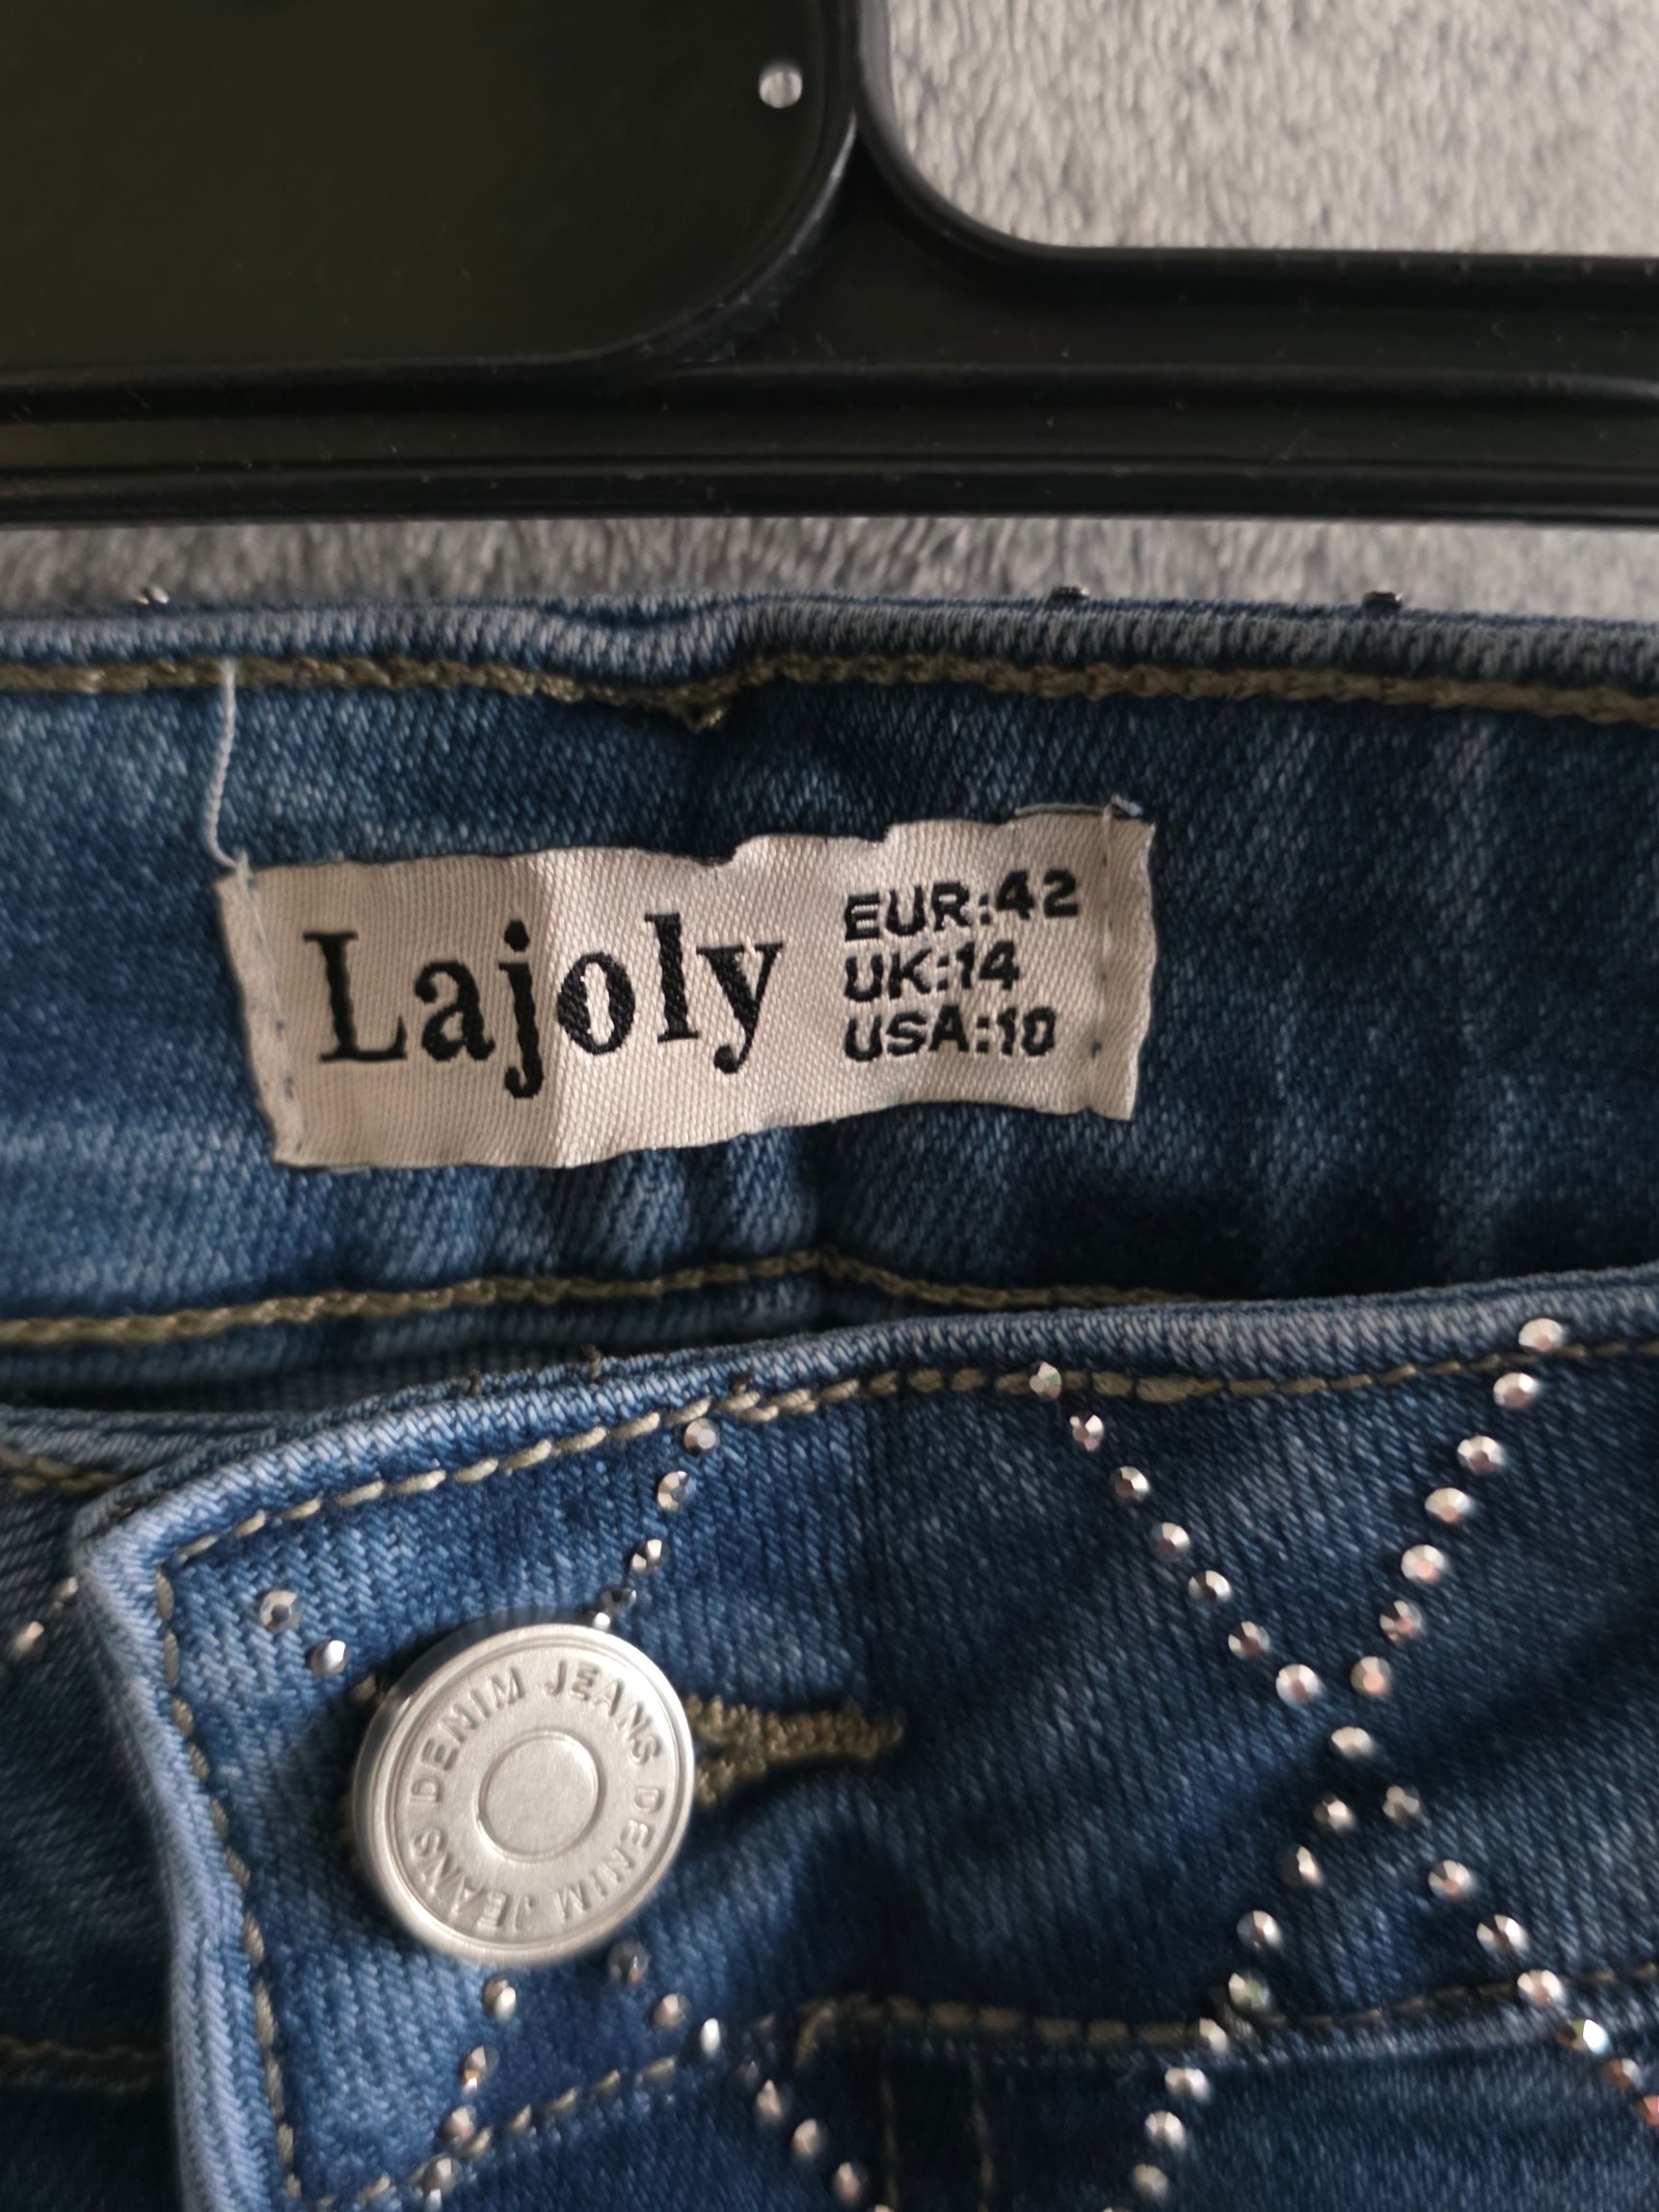 Lajoly
EUR:42
UK:14
USA:10
DENIM JEANS DENIM JEANS